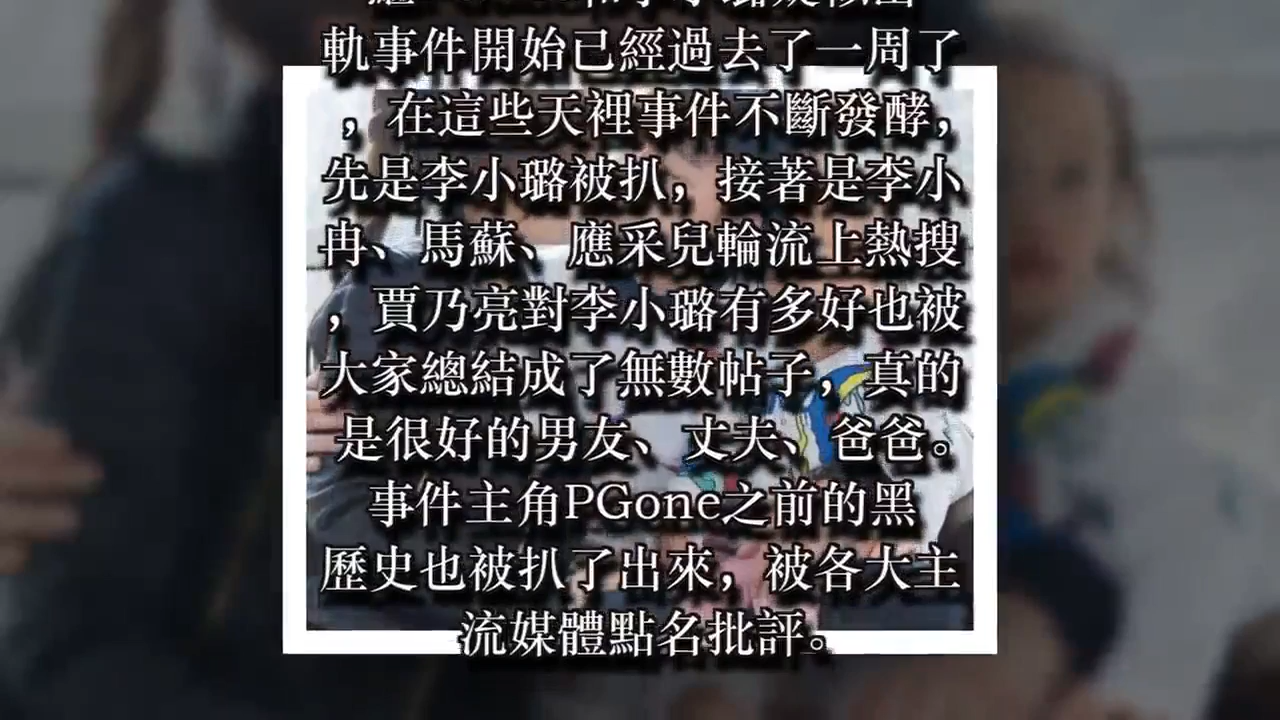 軌事件開始已經過去了一周了
，在這些天裡事件不斷發酵，
先是李小璐被扒，接著是李小
冉、馬蘇、應采兒輪流上熱搜
，賈乃亮對李小璐有多好也被
大家總結成了無數帖子，真的
是很好的男友、丈夫、爸爸。
事件主角PGone之前的黑
歷史也被扒了出來，被各大主
流媒體點名批評。